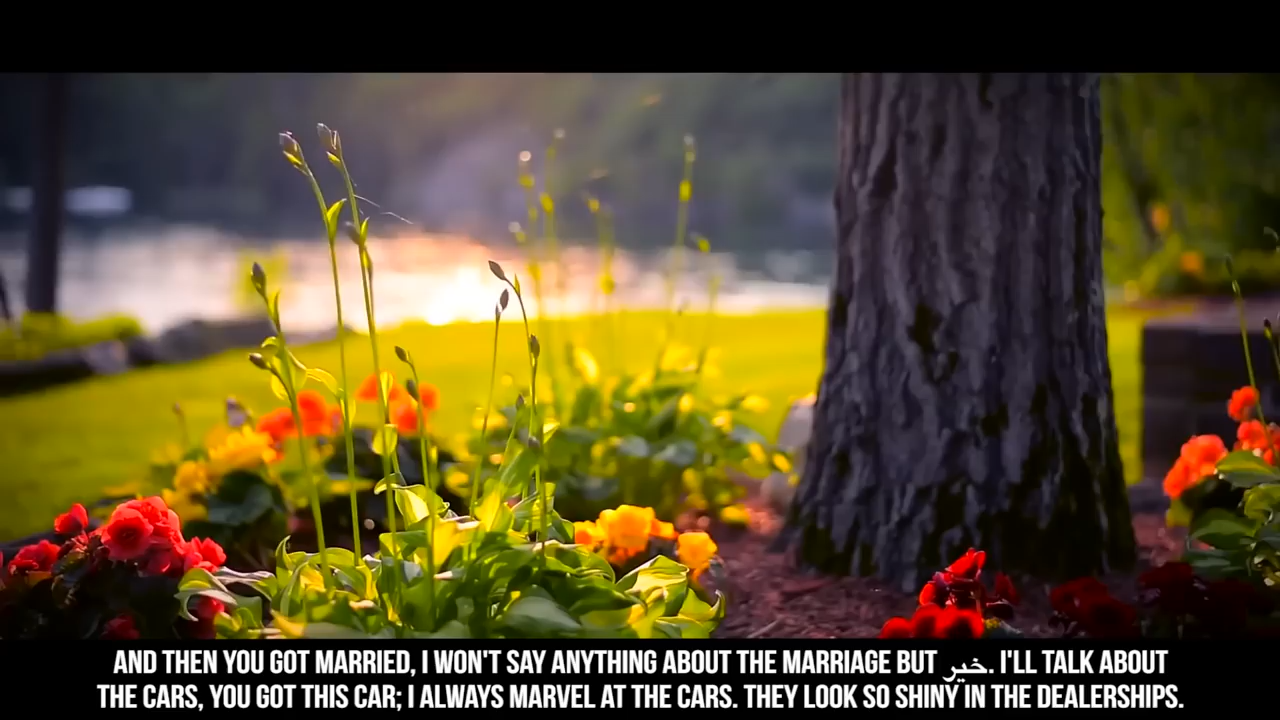 AND THEN YOU GOT MARRIED, I WON'T SAY ANYTHING ABOUT THE MARRIAGE BUT خير. I'LL TALK ABOUT
THE CARS, YOU GOT THIS CAR; I ALWAYS MARVEL AT THE CARS. THEY LOOK SO SHINY IN THE DEALERSHIPS.